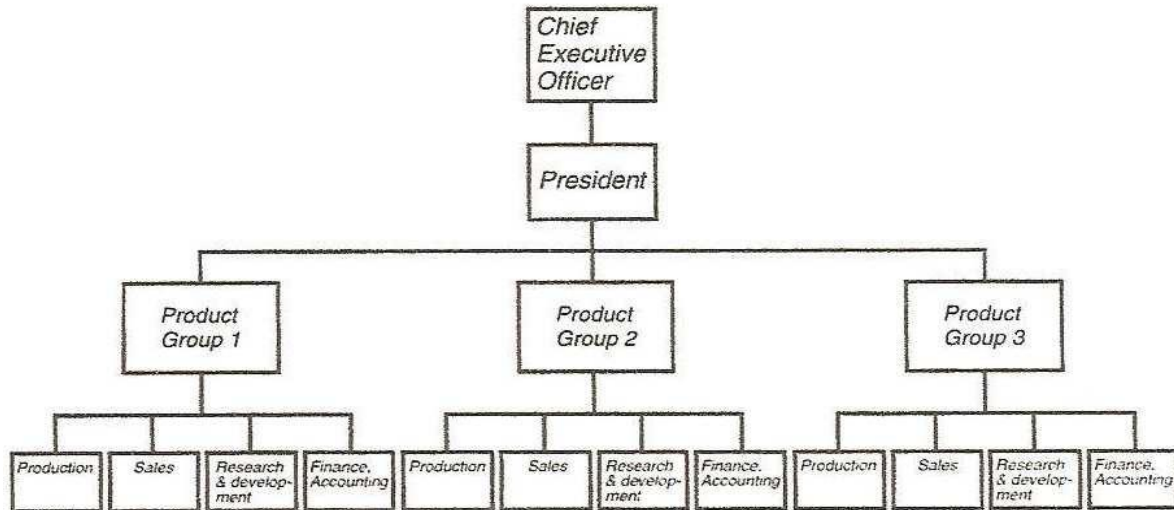 Chief
Executive
Officer
President
Product
Group 1
Product
Group 2
Product
Group 3
Production
Sales
Research
& develop-
ment
Finance,
Accounting
Production
Sales
Research
& develop-
ment
Finance,
Accounting
Production
Sales
Research
& develop-
ment
Finance,
Accounting